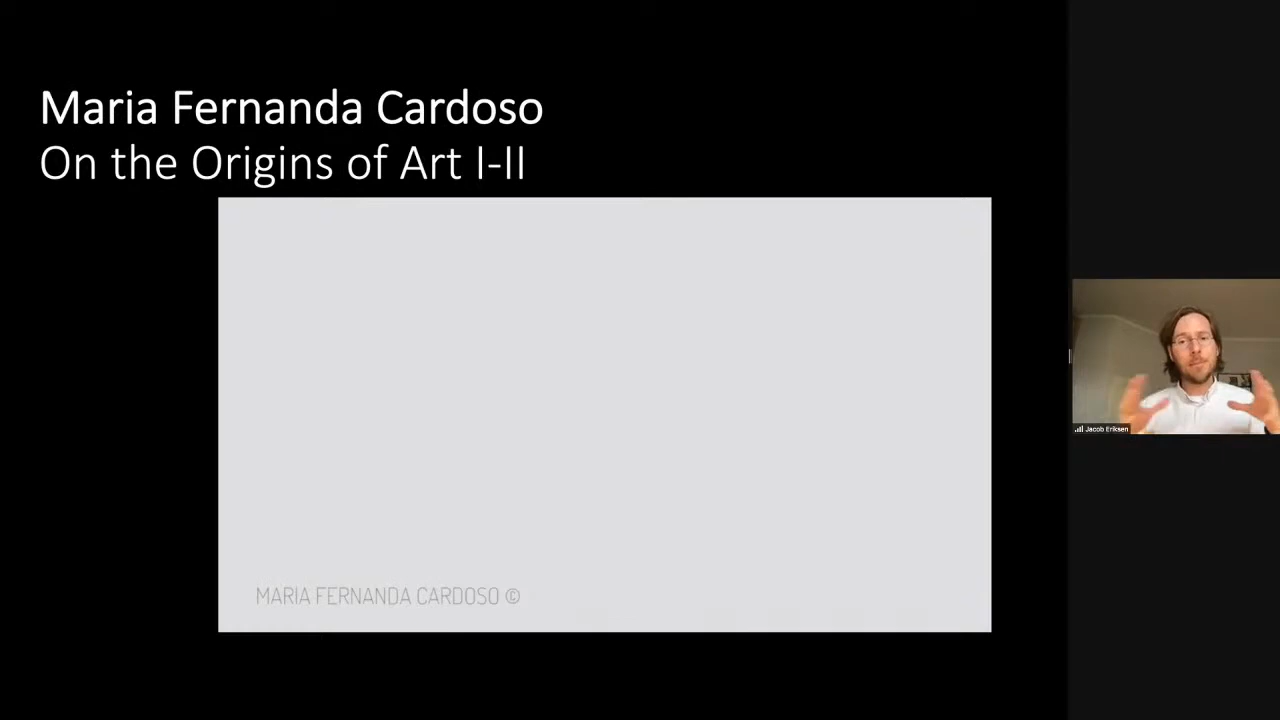 Maria Fernanda Cardoso
On the Origins of Art I-II
MARIA FERNANDA CARDOSO ©
Jacob Eriksen